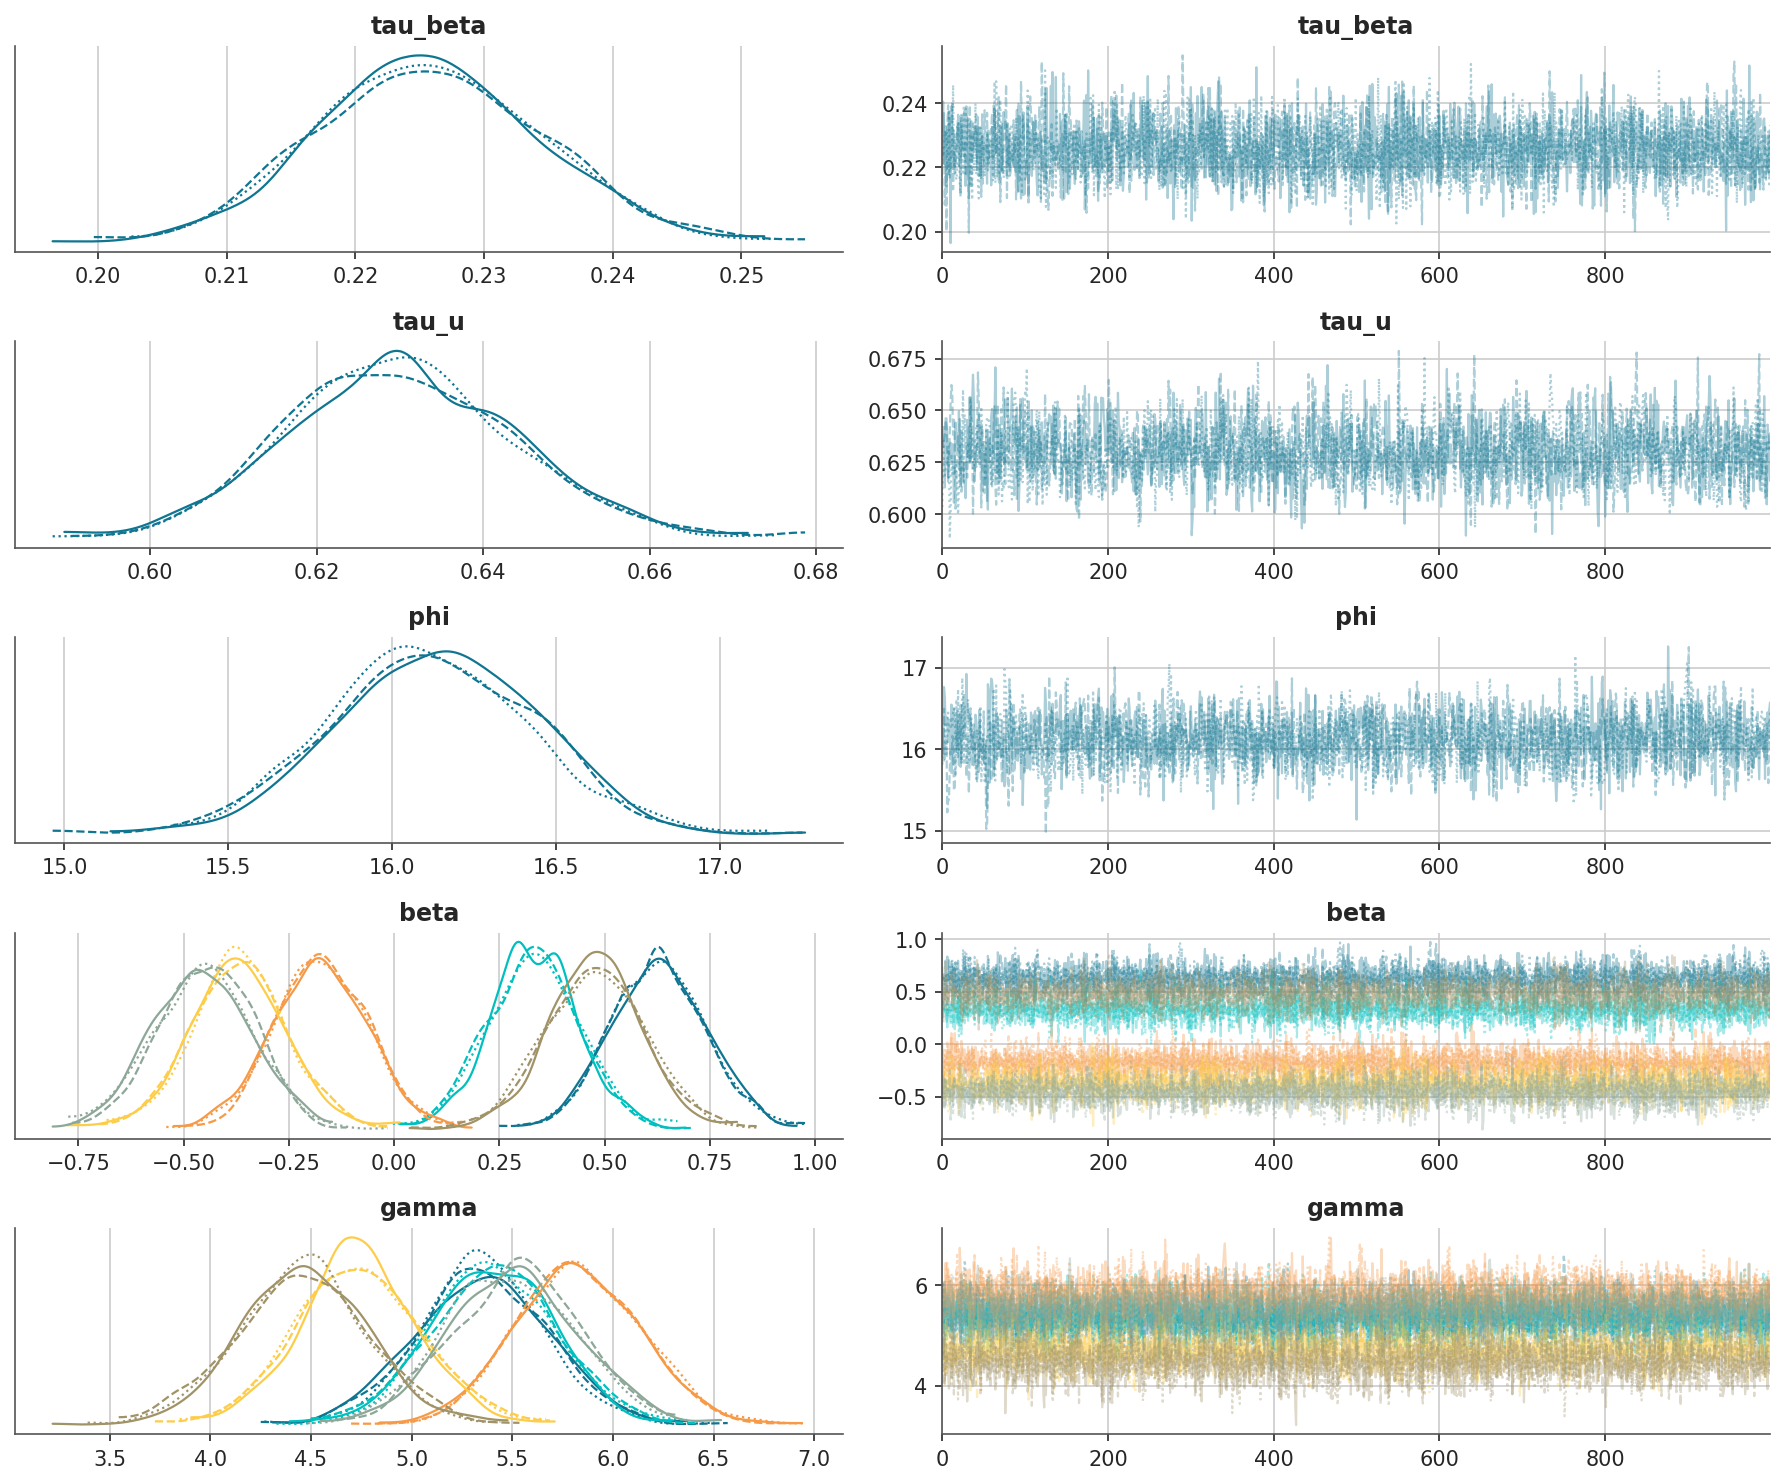 tau_beta
tau_beta
0.24
0.22
0.20
0.20 0.21 0.22 0.23 0.24 0.25
0 200 400 600 800
tau_u
tau_u
0.675
0.650
0.625
0.600
0.60 0.62 0.64 0.66 0.68
0 200 400 600 800
phi
phi
17
16
15
15.0 15.5 16.0 16.5 17.0
0 200 400 600 800
beta
beta
1.0
0.5
0.0
−0.5
−0.75 −0.50 −0.25 0.00 0.25 0.50 0.75 1.00
0 200 400 600 800
gamma
gamma
6
4
3.5 4.0 4.5 5.0 5.5 6.0 6.5 7.0
0 200 400 600 800